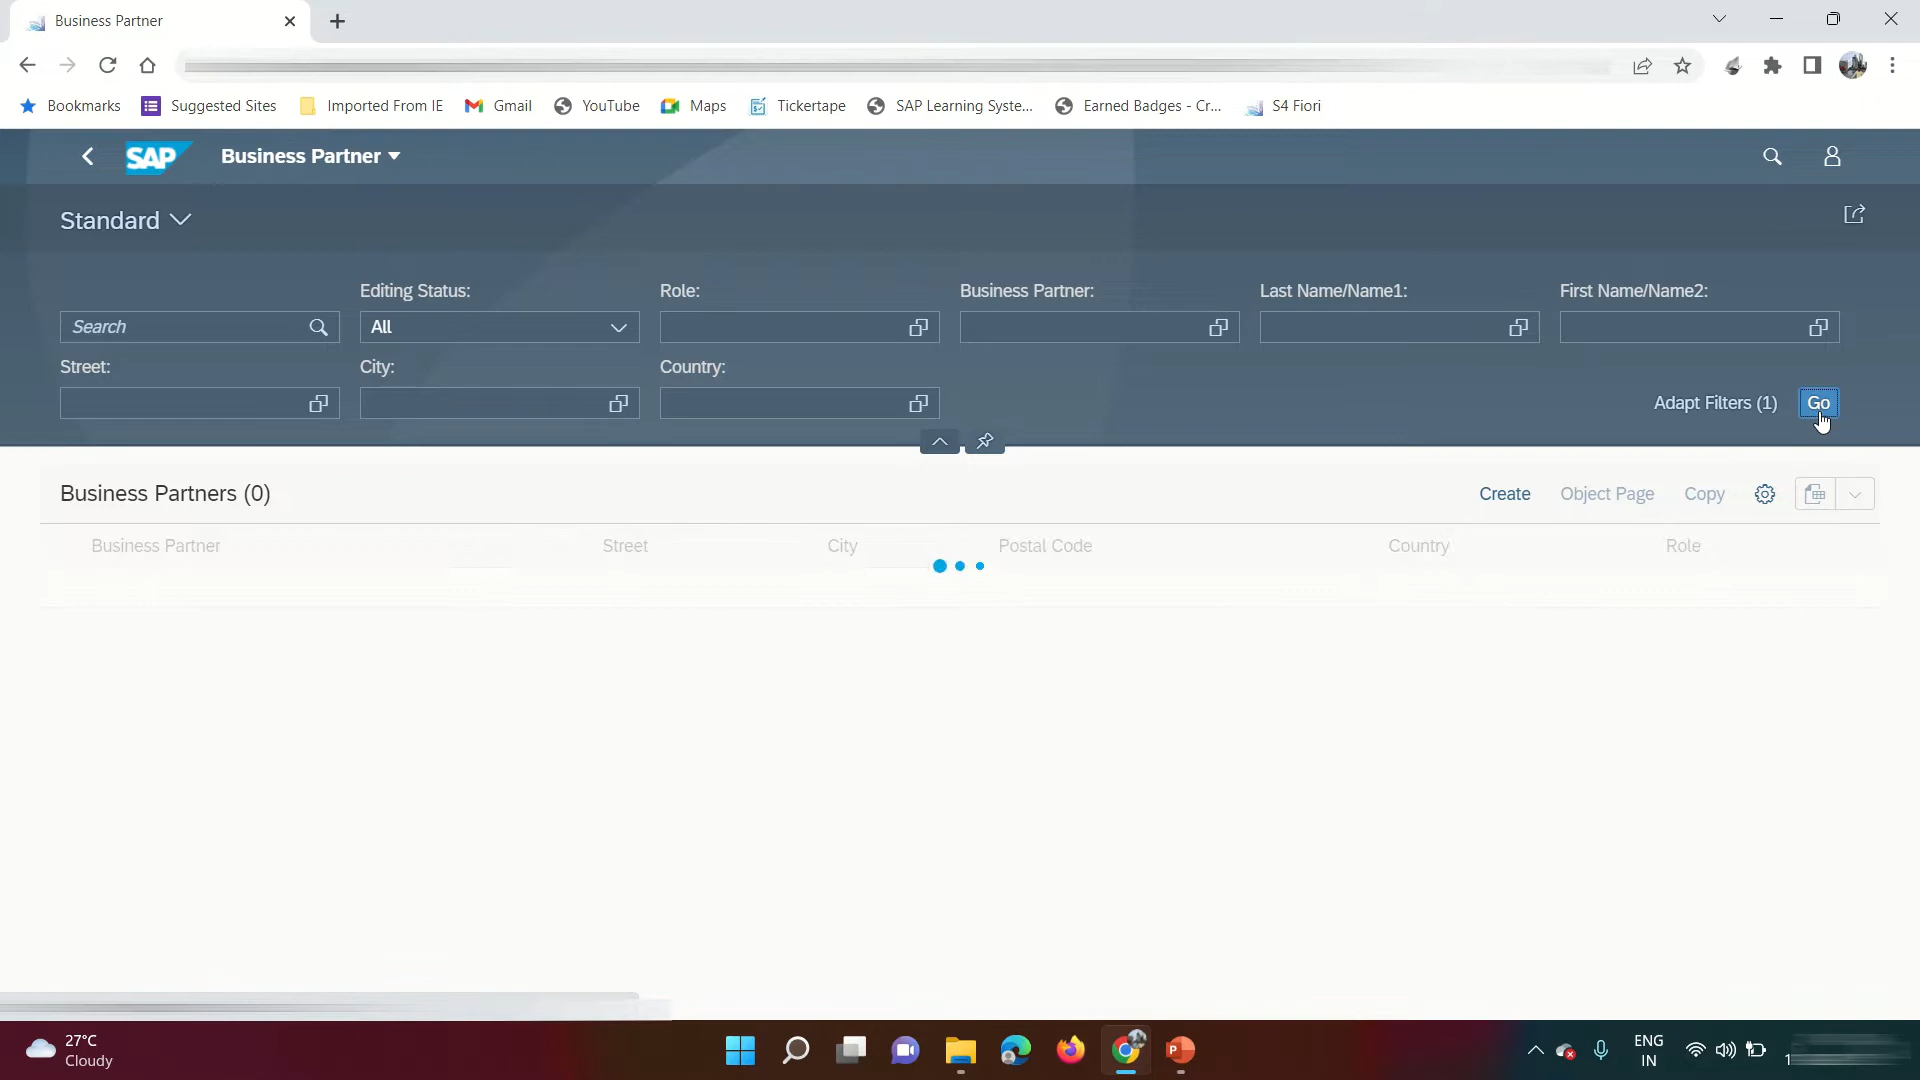 Business Partner
Bookmarks Suggested Sites Imported From IE Gmail YouTube Maps Tickertape SAP Learning Syste... Earned Badges - Cr... S4 Fiori
SAP Business Partner
Standard
Editing Status: Role: Business Partner: Last Name/Name1: First Name/Name2:
Search All
Street: City: Country:
Adapt Filters (1) Go
Business Partners (0) Create Object Page Copy
Business Partner Street City Postal Code Country Role
27°C
Cloudy
ENG
IN